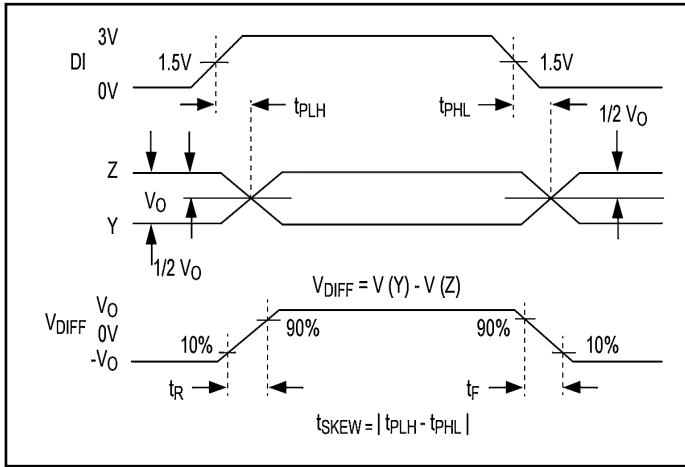 3V
DI
1.5V
1.5V
0V
tPLH
tPHL
1/2 VO
Z
VO
Y
1/2 VO
VDIFF = V (Y) - V (Z)
VO
VDIFF
0V
-VO
10%
90%
90%
10%
tR
tF
tSKEW = | tPLH - tPHL |